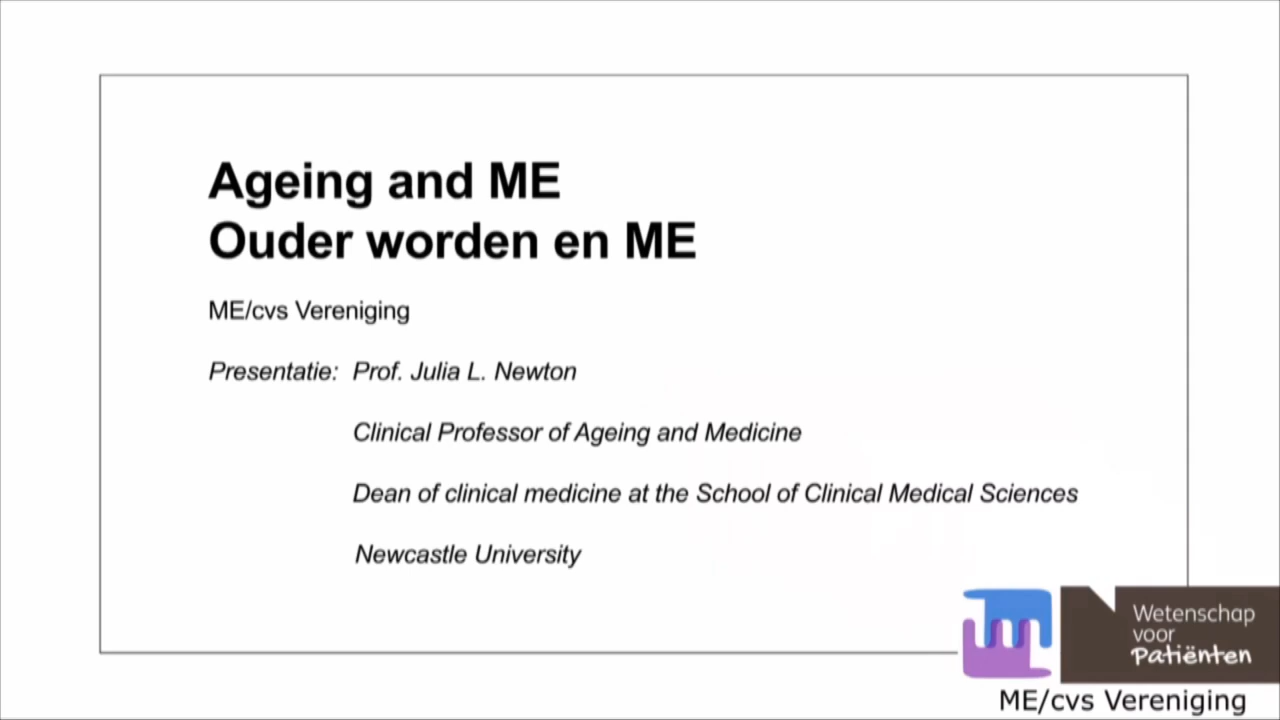 Ageing and ME
Ouder worden en ME
ME/cvs Vereniging
Presentatie: Prof. Julia L. Newton
Clinical Professor of Ageing and Medicine
Dean of clinical medicine at the School of Clinical Medical Sciences
Newcastle University
Wetenschap
voor
Patiënten
ME/cvs Vereniging